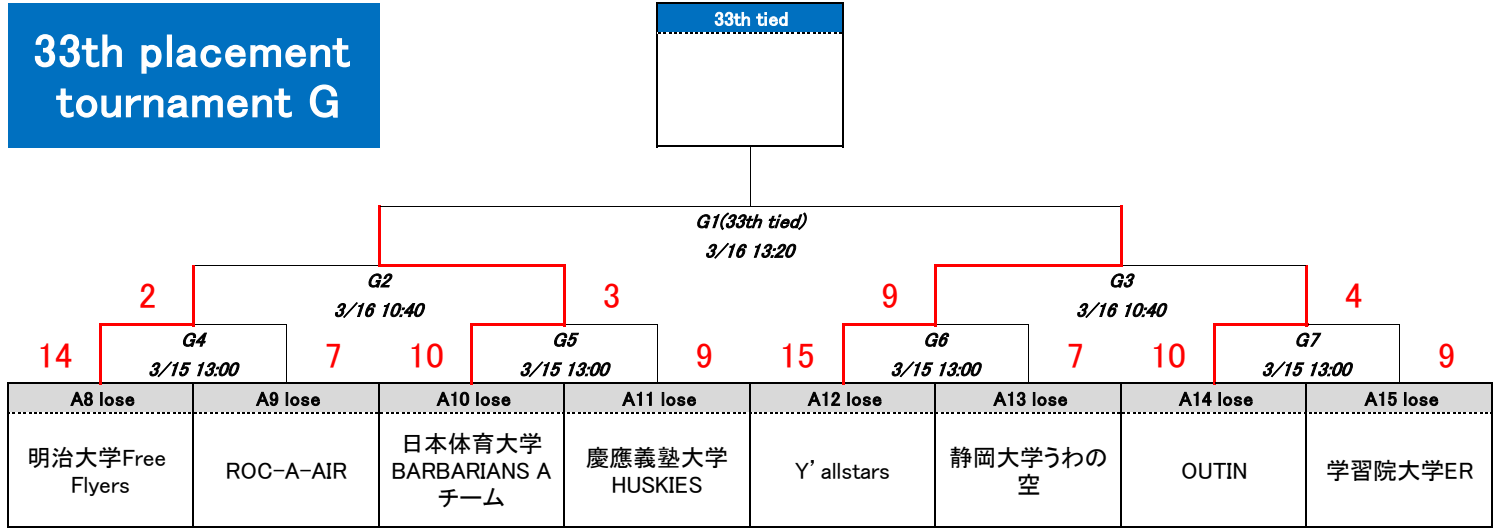 33th placement
tournament G
33th tied
G1(33th tied)
3/16 13:20
G2
3/16 10:40
G3
3/16 10:40
2
3
9
4
G4
3/15 13:00
G5
3/15 13:00
G6
3/15 13:00
G7
3/15 13:00
14
7
10
9
15
7
10
9
A8 lose
A9 lose
A10 lose
A11 lose
A12 lose
A13 lose
A14 lose
A15 lose
明治大学Free
Flyers
ROC-A-AIR
日本体育大学
BARBARIANS A
チーム
慶應義塾大学
HUSKIES
Y’allstars
静岡大学うわの
空
OUTIN
学習院大学ER